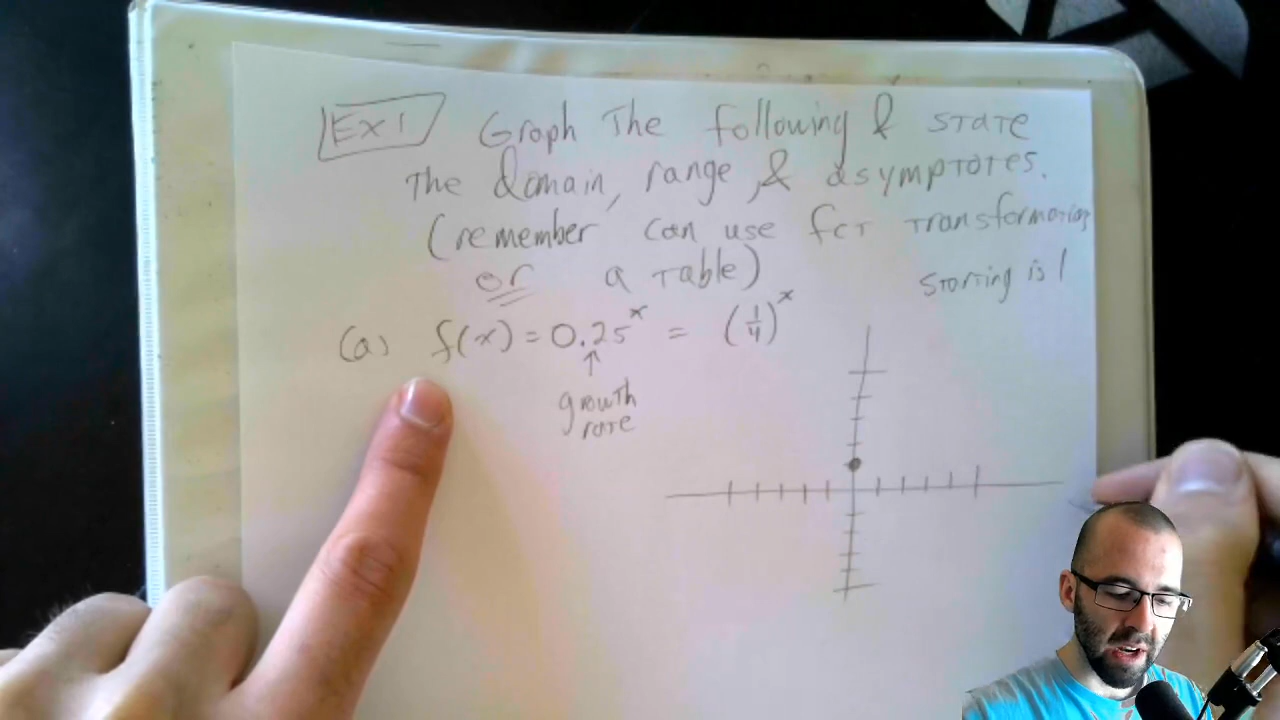 Ex 1 Graph The following & STATE
The domain, range, & asymptotes.
(remember can use fcT Transformations
or a Table)
starting is 1
(a) f(x) = 0.25^x = (1/4)^x
↑
growth
rate